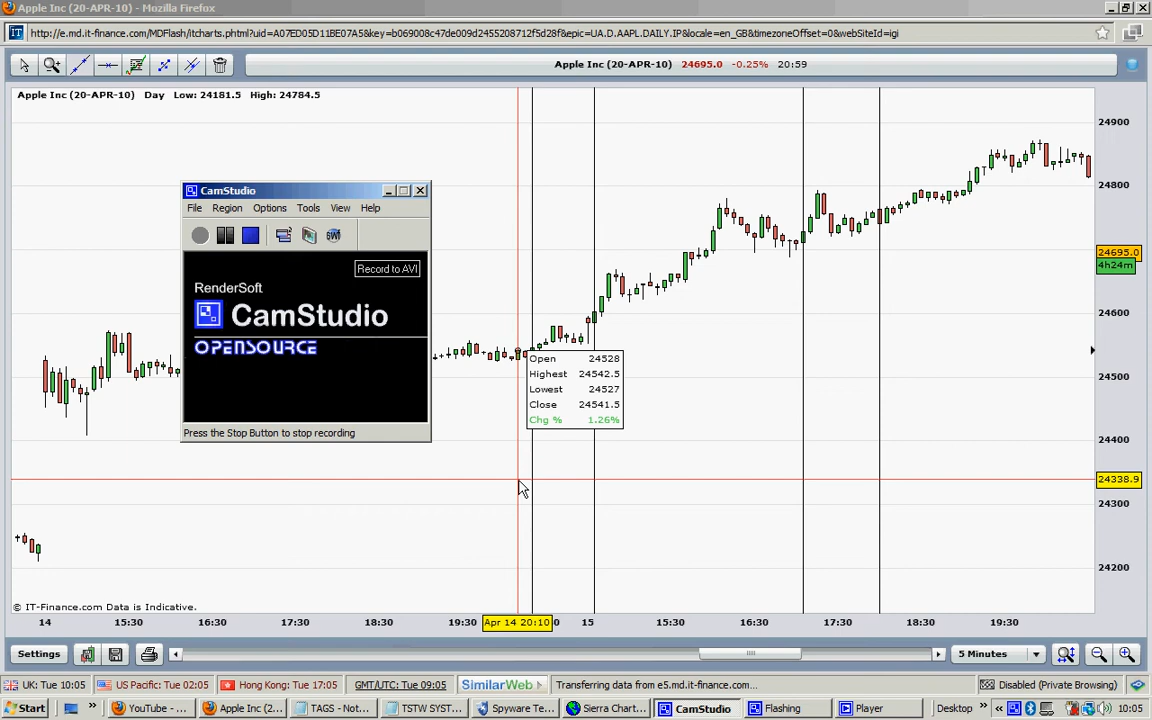 Apple Inc (20-APR-10) - Mozilla Firefox
http://e.md.it-finance.com/MDFlash/itcharts.phtml?uid=A07ED05D11BE07A5&key=b069008c47de009d2455208712f5d28f&epic=UA.D.AAPL.DAILY.IP&locale=en_GB&timezoneOffset=0&webSiteId=igi
Apple Inc (20-APR-10) 24695.0 -0.25% 20:59
Apple Inc (20-APR-10) Day Low: 24181.5 High: 24784.5
24900
24800
24695.0
4h24m
24600
24500
24400
24338.9
24300
24200
CamStudio
File Region Options Tools View Help
Record to AVI
RenderSoft
CamStudio
OPENSOURCE
Press the Stop Button to stop recording
Open 24528
Highest 24542.5
Lowest 24527
Close 24541.5
Chg % 1.26%
© IT-Finance.com Data is Indicative.
14 15:30 16:30 17:30 18:30 19:30 Apr 14 20:10 0 15 15:30 16:30 17:30 18:30 19:30
Settings 5 Minutes
UK: Tue 10:05 US Pacific: Tue 02:05 Hong Kong: Tue 17:05 GMT/UTC: Tue 09:05 SimilarWeb Transferring data from e5.md.it-finance.com... Disabled (Private Browsing)
Start YouTube - ... Apple Inc (2... TAGS - Not... TSTW SYST... Spyware Te... Sierra Chart... CamStudio Flashing Player Desktop 10:05